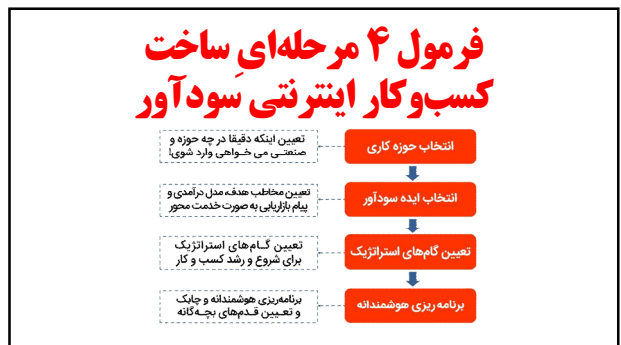 فرمول ۴ مرحله‌ایِ ساخت
کسب‌وکار اینترنتی سودآور
انتخاب حوزه کاری
تعیین اینکه دقیقا در چه حوزه و
صنعتی می خواهی وارد شوی!
انتخاب ایده سودآور
تعیین مخاطب هدف، مدل درآمدی و
پیام بازاریابی به صورت خدمت محور
تعیین گام‌های استراتژیک
تعیین گام‌های استراتژیک
برای شروع و رشد کسب و کار
برنامه ریزی هوشمندانه
برنامه‌ریزی هوشمندانه و چابک
و تعیین قدم‌های بچه‌گانه